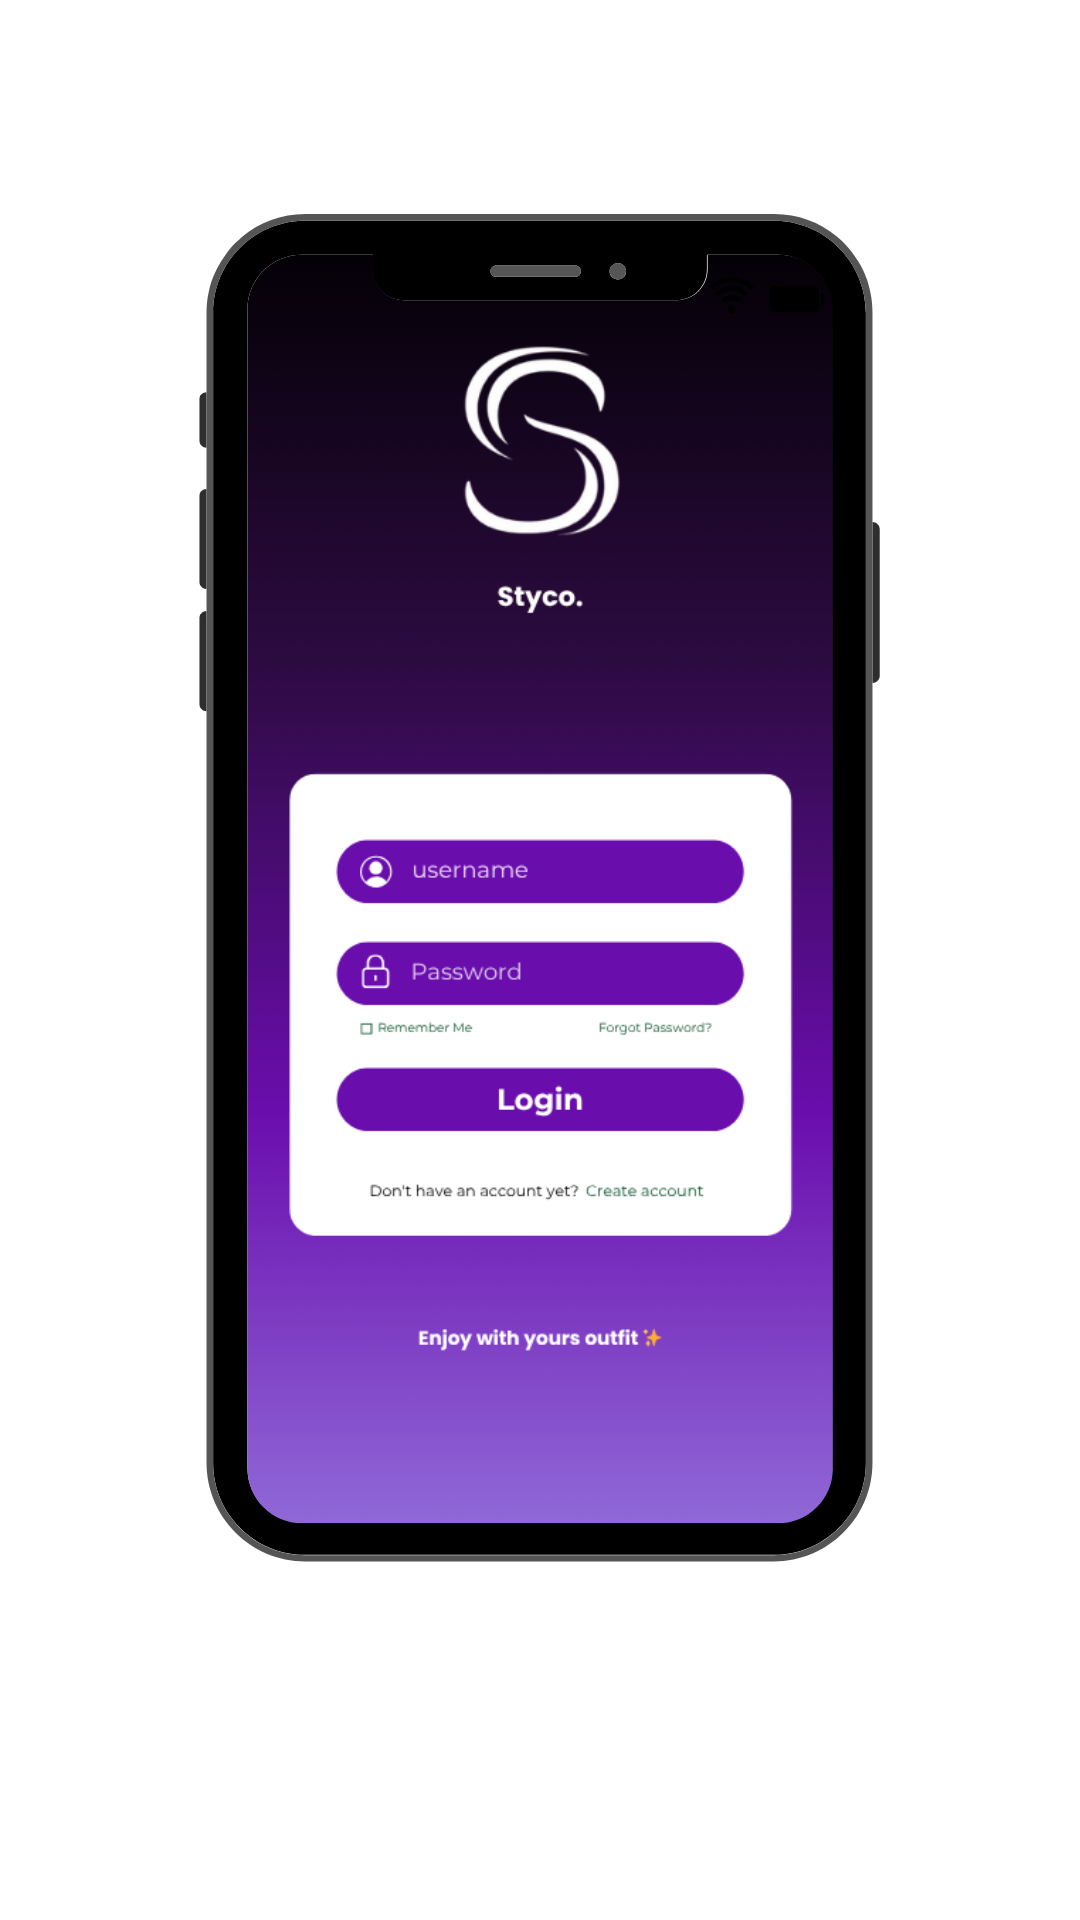 S
Styco.
username
Password
Remember Me
Forgot Password?
Login
Don't have an account yet? Create account
Enjoy with yours outfit ✨